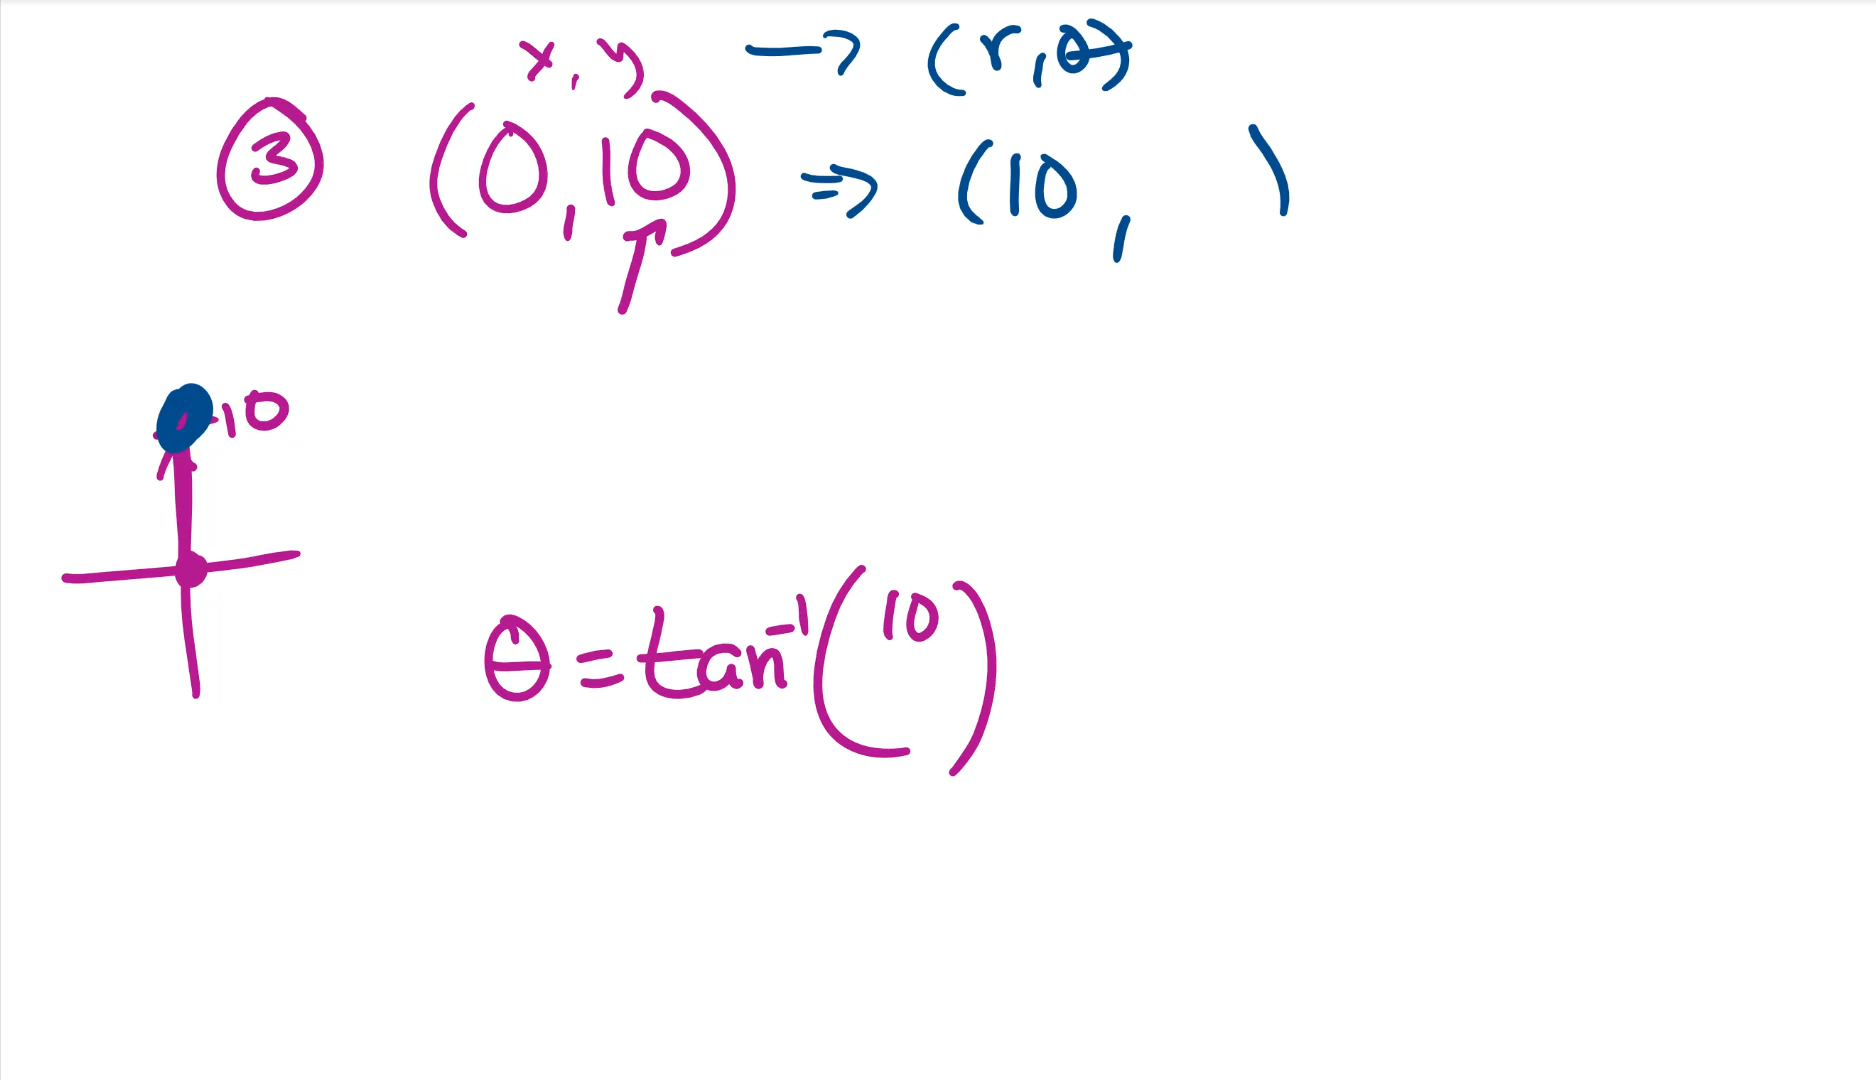 x, y → (r, θ)
③ (0, 10) ⇒ (10, )
10
θ = tan⁻¹(10 )